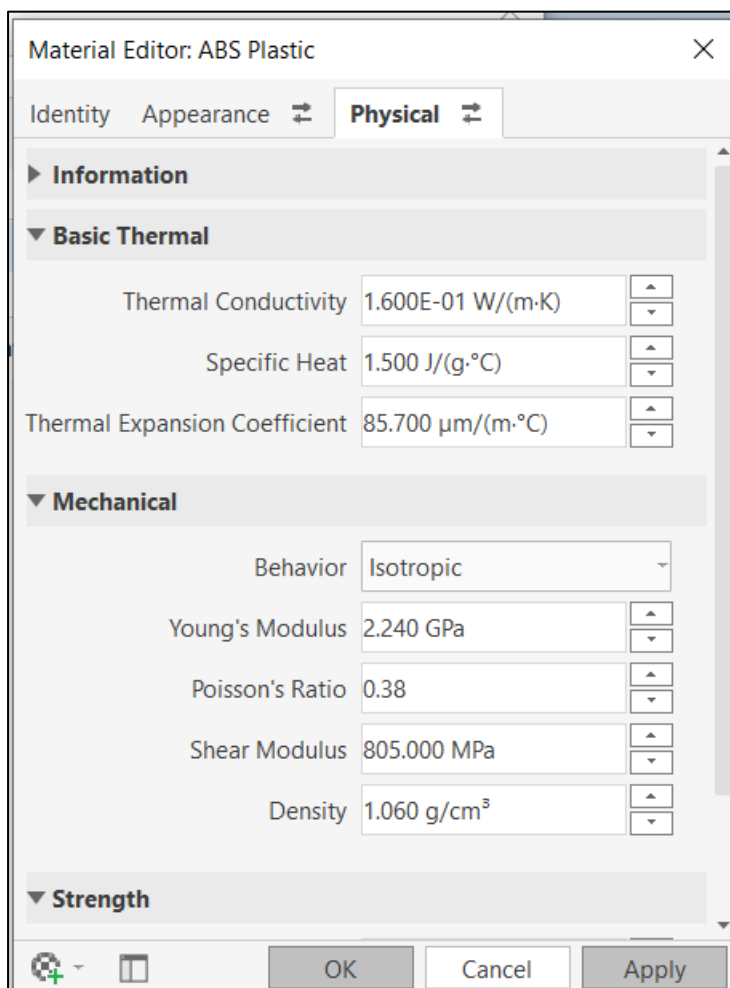 Material Editor: ABS Plastic
Identity Appearance Physical
Information
Basic Thermal
Thermal Conductivity 1.600E-01 W/(m·K)
Specific Heat 1.500 J/(g·°C)
Thermal Expansion Coefficient 85.700 µm/(m·°C)
Mechanical
Behavior Isotropic
Young's Modulus 2.240 GPa
Poisson's Ratio 0.38
Shear Modulus 805.000 MPa
Density 1.060 g/cm³
Strength
OK Cancel Apply